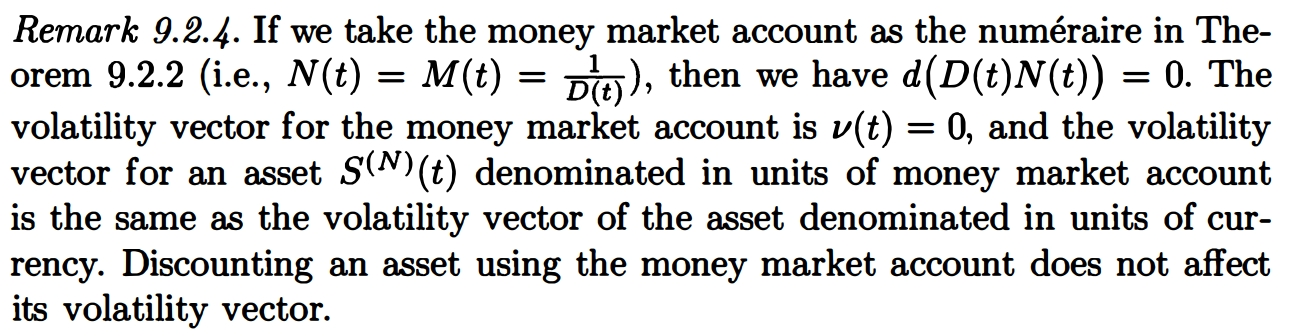 Remark 9.2.4. If we take the money market account as the numéraire in The-
orem 9.2.2 (i.e., N(t) = M(t) = 1/D(t)), then we have d(D(t)N(t)) = 0. The
volatility vector for the money market account is ν(t) = 0, and the volatility
vector for an asset S^(N)(t) denominated in units of money market account
is the same as the volatility vector of the asset denominated in units of cur-
rency. Discounting an asset using the money market account does not affect
its volatility vector.